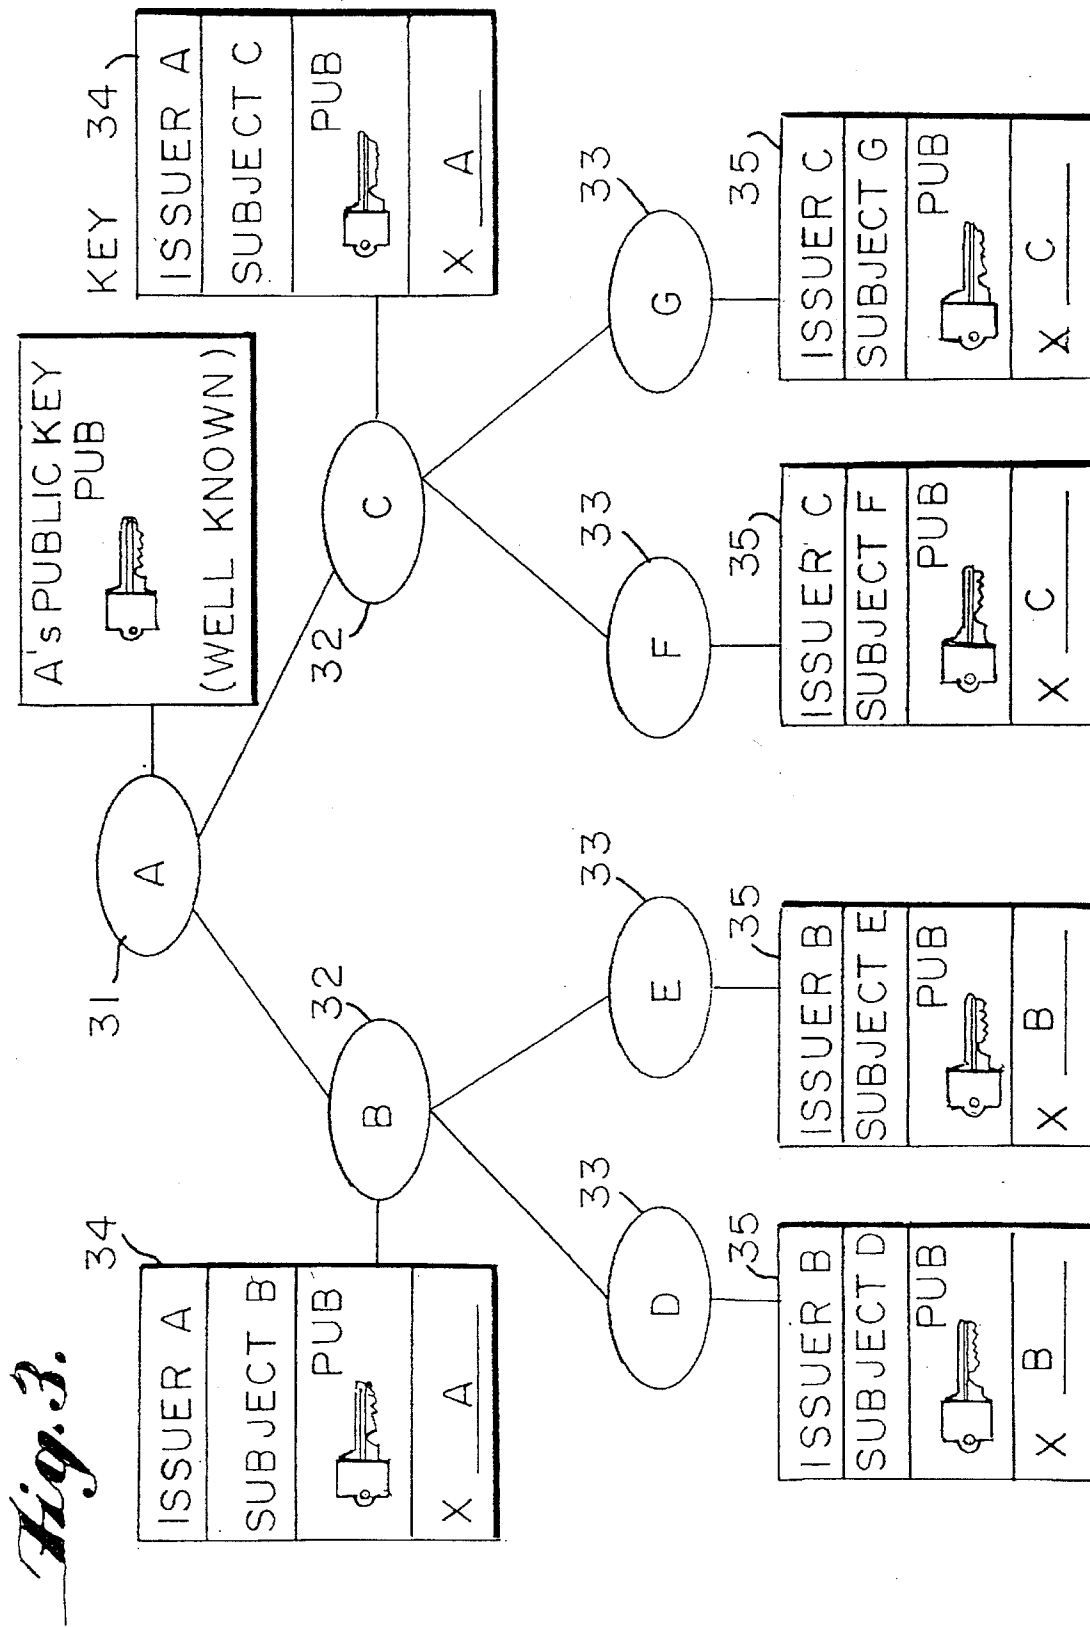 Fig.3.
A's PUBLIC KEY
PUB
(WELL KNOWN)
31
A
KEY
34
ISSUER A
SUBJECT B
PUB
X A
32
B
32
C
34
ISSUER A
SUBJECT C
PUB
X A
33
D
33
E
33
F
33
G
35
ISSUER B
SUBJECT D
PUB
X B
35
ISSUER B
SUBJECT E
PUB
X B
35
ISSUER C
SUBJECT F
PUB
X C
35
ISSUER C
SUBJECT G
PUB
X C